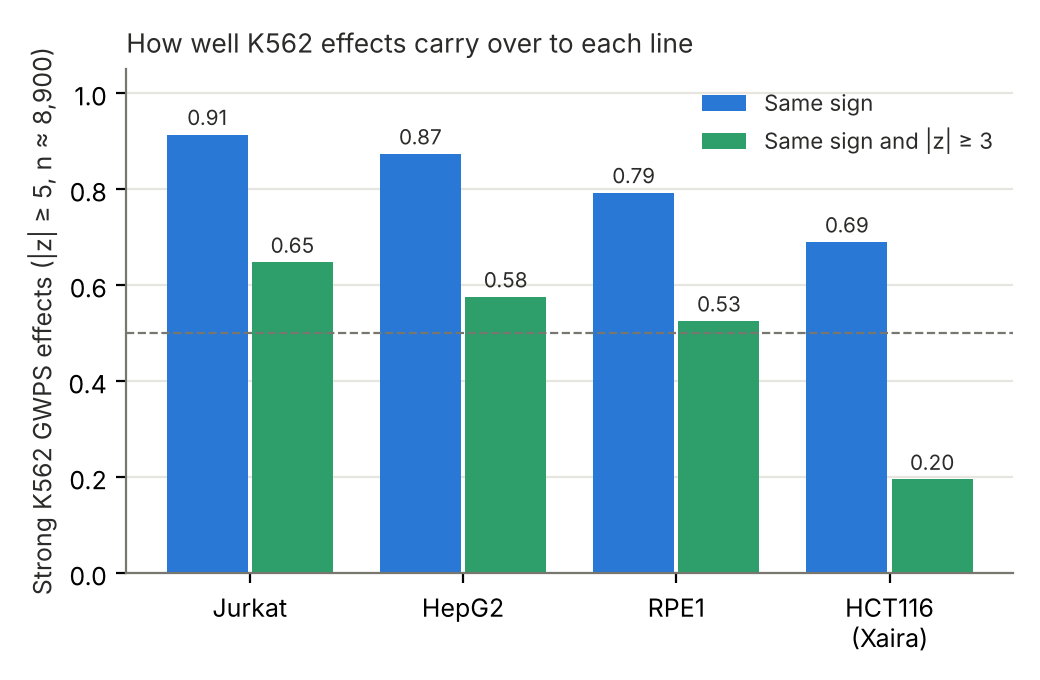 How well K562 effects carry over to each line
Strong K562 GWPS effects (|z| ≥ 5, n ≈ 8,900)
1.0
0.8
0.6
0.4
0.2
0.0
Same sign
Same sign and |z| ≥ 3
0.91
0.65
0.87
0.58
0.79
0.53
0.69
0.20
Jurkat
HepG2
RPE1
HCT116
(Xaira)